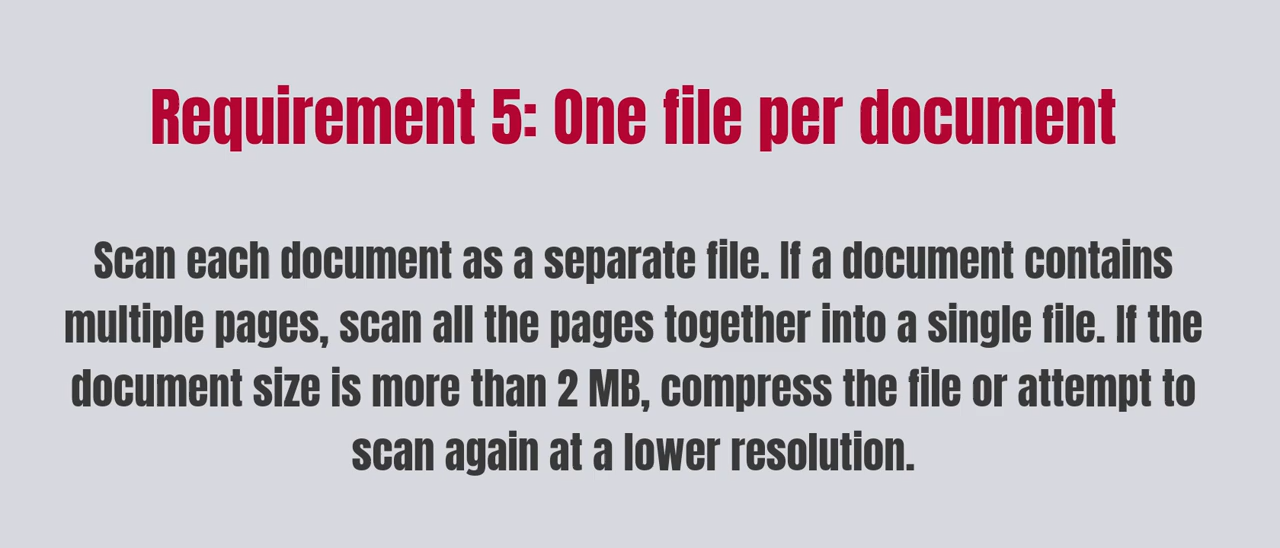 Requirement 5: One file per document
Scan each document as a separate file. If a document contains
multiple pages, scan all the pages together into a single file. If the
document size is more than 2 MB, compress the file or attempt to
scan again at a lower resolution.